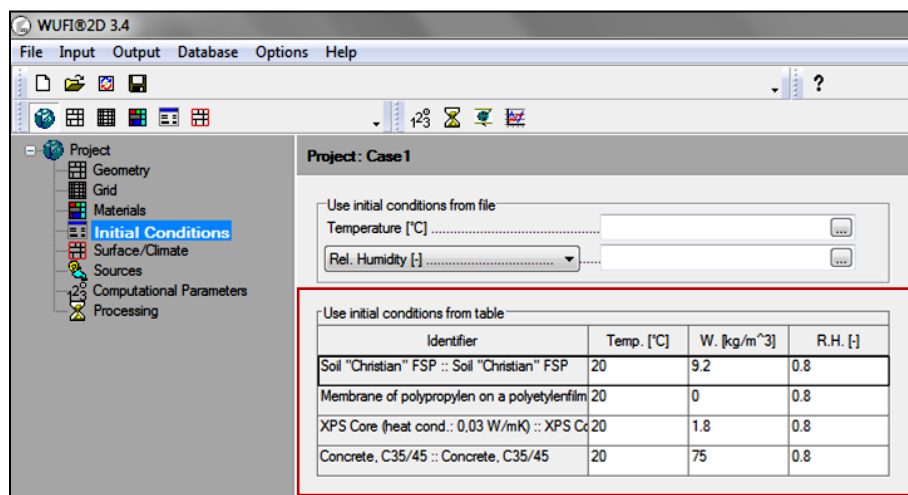 WUFI®2D 3.4
File Input Output Database Options Help
?
Project
Geometry
Grid
Materials
Initial Conditions
Surface/Climate
Sources
Computational Parameters
Processing
Project: Case1
Use initial conditions from file
Temperature [°C]
...
Rel. Humidity [-]
...
Use initial conditions from table
Identifier Temp. [°C] W. [kg/m^3] R.H. [-]
Soil "Christian" FSP :: Soil "Christian" FSP 20 9.2 0.8
Membrane of polypropylen on a polyetylenfilm 20 0 0.8
XPS Core (heat cond.: 0,03 W/mK) :: XPS Co 20 1.8 0.8
Concrete, C35/45 :: Concrete, C35/45 20 75 0.8